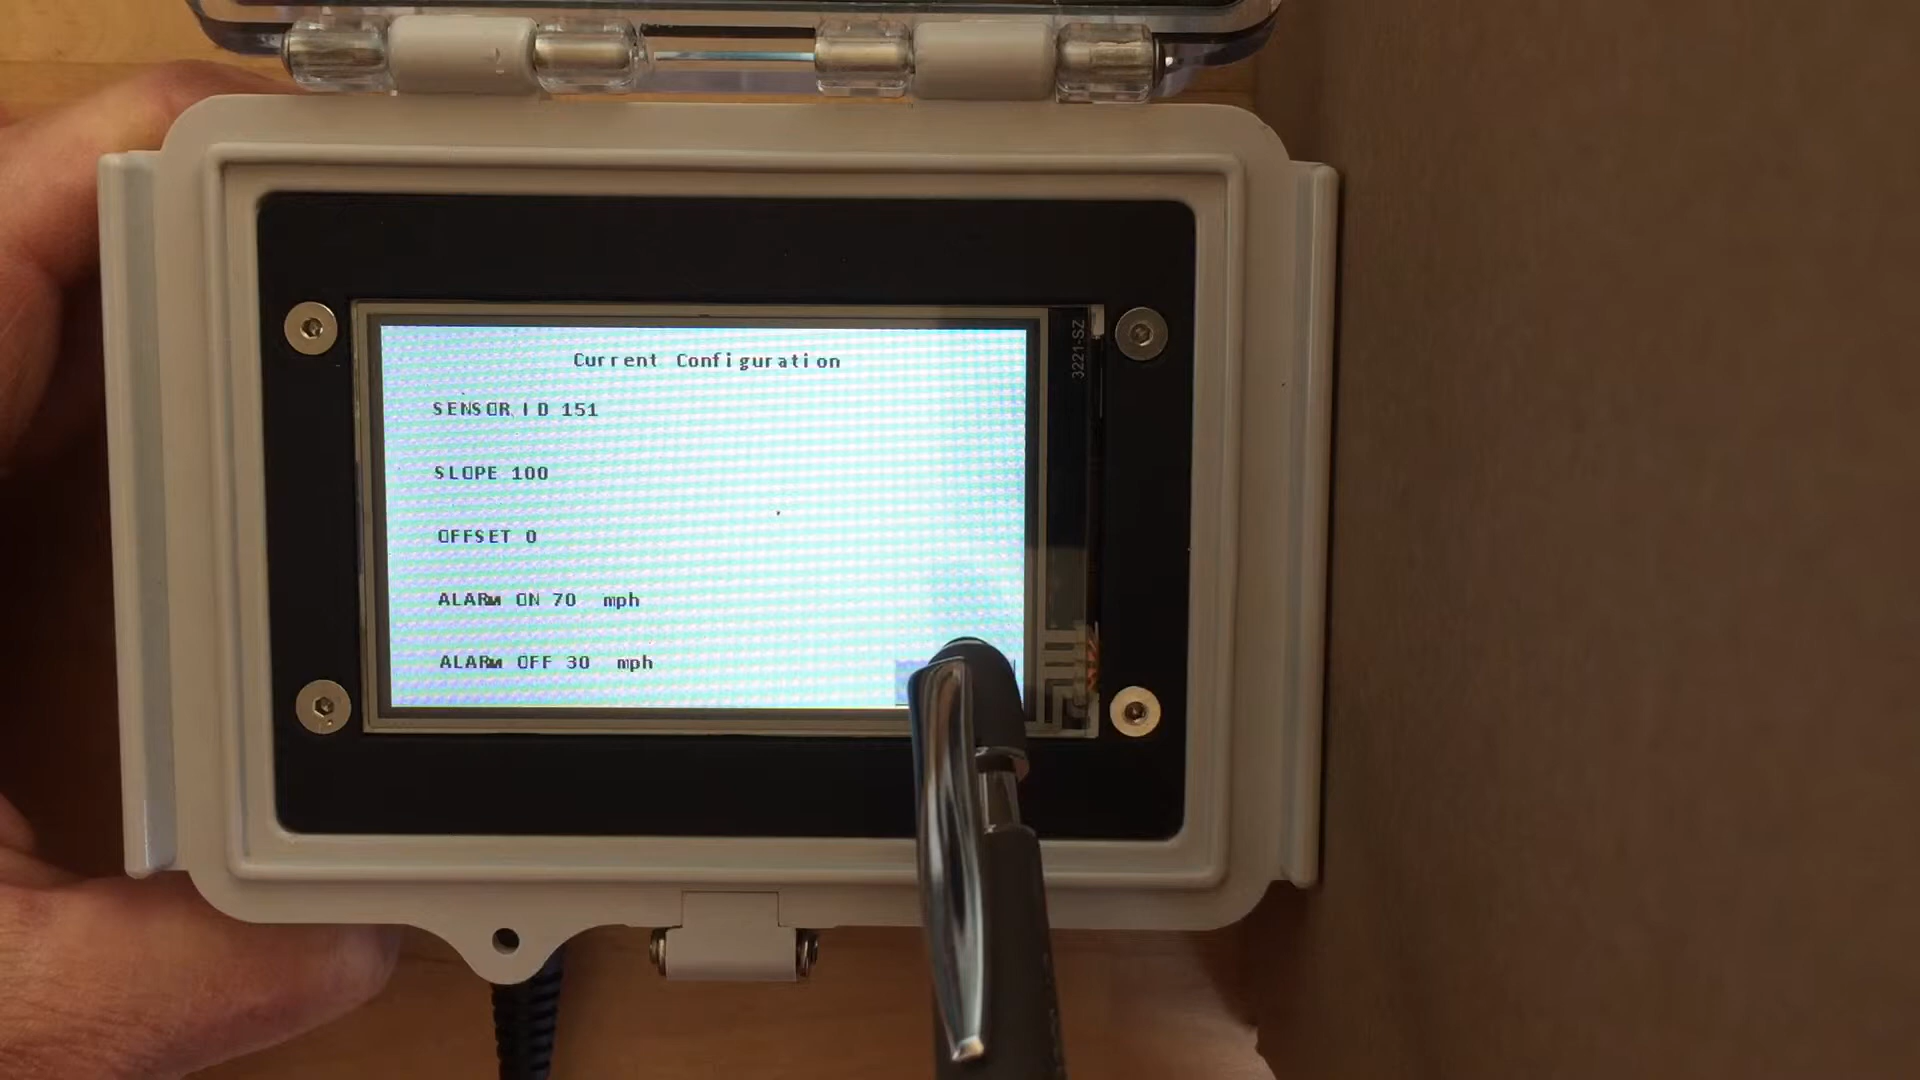 Current Configuration
SENSOR ID 151
SLOPE 100
OFFSET 0
ALARM ON 70 mph
ALARM OFF 30 mph
3221-SZ